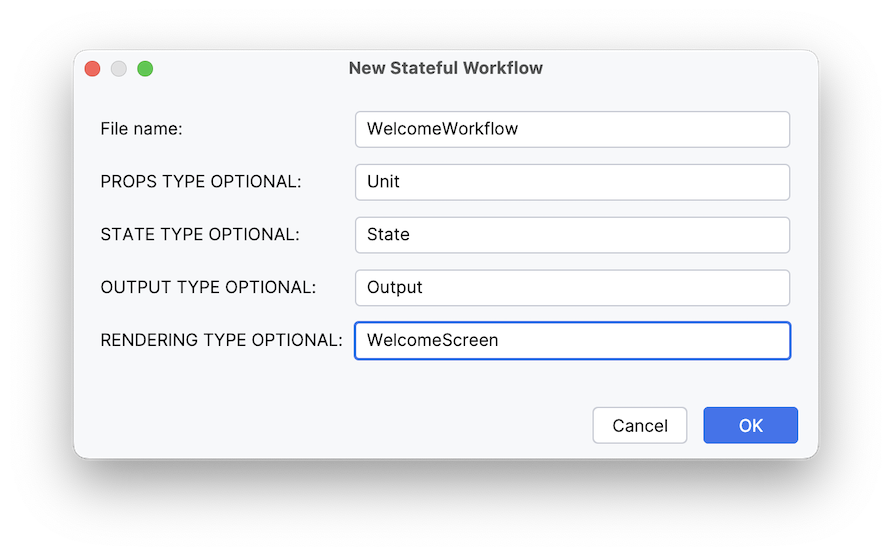 New Stateful Workflow
File name: WelcomeWorkflow
PROPS TYPE OPTIONAL: Unit
STATE TYPE OPTIONAL: State
OUTPUT TYPE OPTIONAL: Output
RENDERING TYPE OPTIONAL: WelcomeScreen
Cancel OK